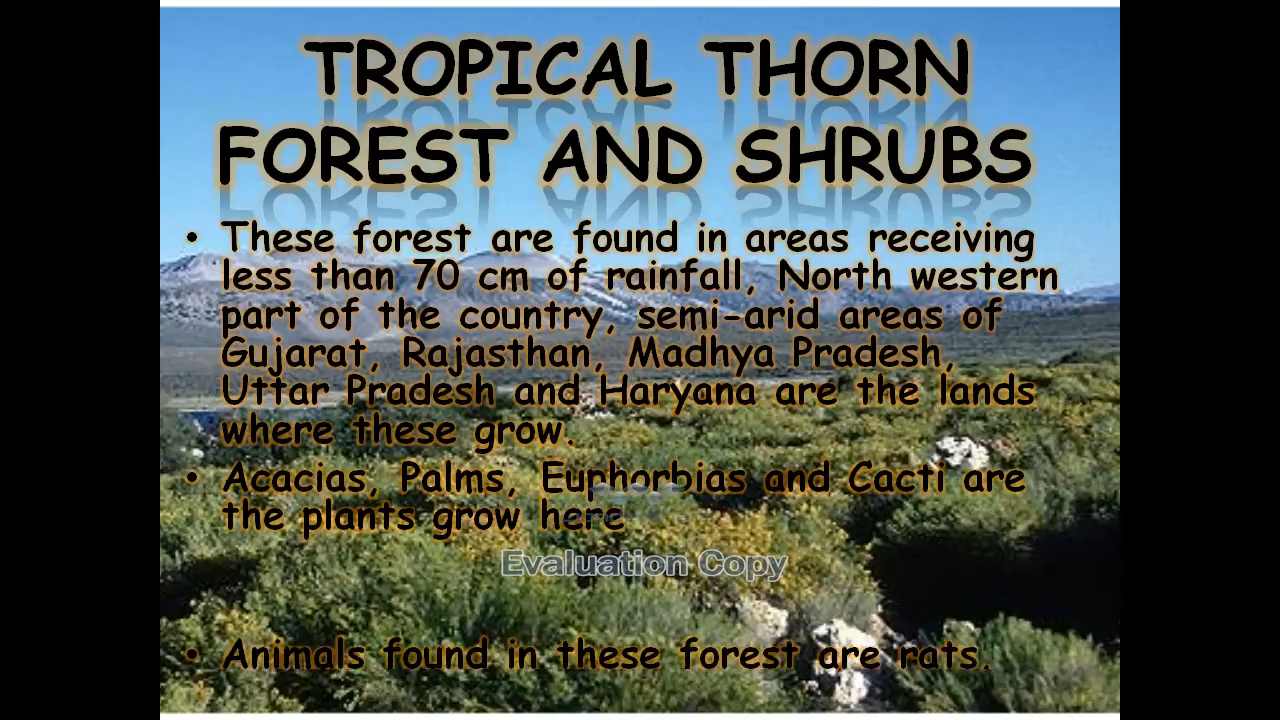 TROPICAL THORN
FOREST AND SHRUBS
• These forest are found in areas receiving
less than 70 cm of rainfall, North western
part of the country, semi-arid areas of
Gujarat, Rajasthan, Madhya Pradesh,
Uttar Pradesh and Haryana are the lands
where these grow.
• Acacias, Palms, Euphorbias and Cacti are
the plants grow here
Evaluation Copy
• Animals found in these forest are rats.